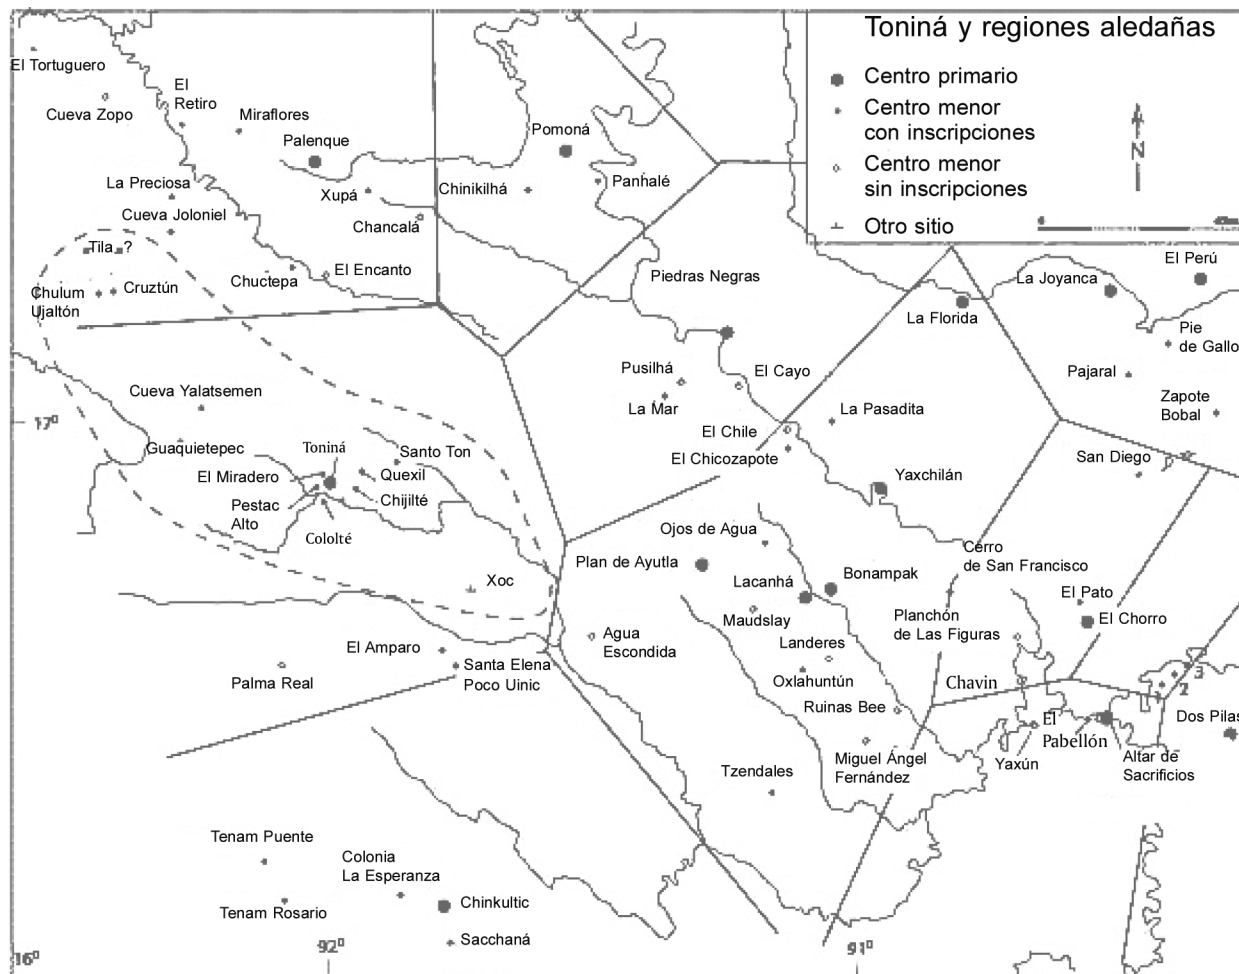 Toniná y regiones aledañas
Centro primario
Centro menor
con inscripciones
Centro menor
sin inscripciones
Otro sitio
N
El Tortuguero
Cueva Zopo
El
Retiro
Miraflores
Palenque
Pomoná
La Preciosa
Xupá
Chinikilhá
Panhalé
Cueva Joloniel
Chancalá
Tila
?
El Encanto
Chuctepa
Piedras Negras
El Perú
La Joyanca
Chulum
Ujaltón
Cruztún
La Florida
Pie
de Gallo
Pusilhá
El Cayo
Pajaral
Cueva Yalatsemen
La Mar
La Pasadita
Zapote
Bobal
17º
El Chile
Guaquietepec
Toniná
Santo Ton
El Chicozapote
San Diego
El Miradero
Quexil
Yaxchilán
Pestac
Alto
Chijilté
Cololté
Ojos de Agua
Cerro
de San Francisco
Plan de Ayutla
Xoc
Lacanhá
Bonampak
El Pato
Maudslay
Planchón
de Las Figuras
El Chorro
Agua
Escondida
Landeres
El Amparo
Palma Real
Santa Elena
Poco Uinic
Oxlahuntún
Chavin
3
2
Ruinas Bee
El
Pabellón
Dos Pilas
Miguel Ángel
Fernández
Yaxún
Altar de
Sacrificios
Tzendales
Tenam Puente
Colonia
La Esperanza
Tenam Rosario
Chinkultic
Sacchaná
16º
92º
91º